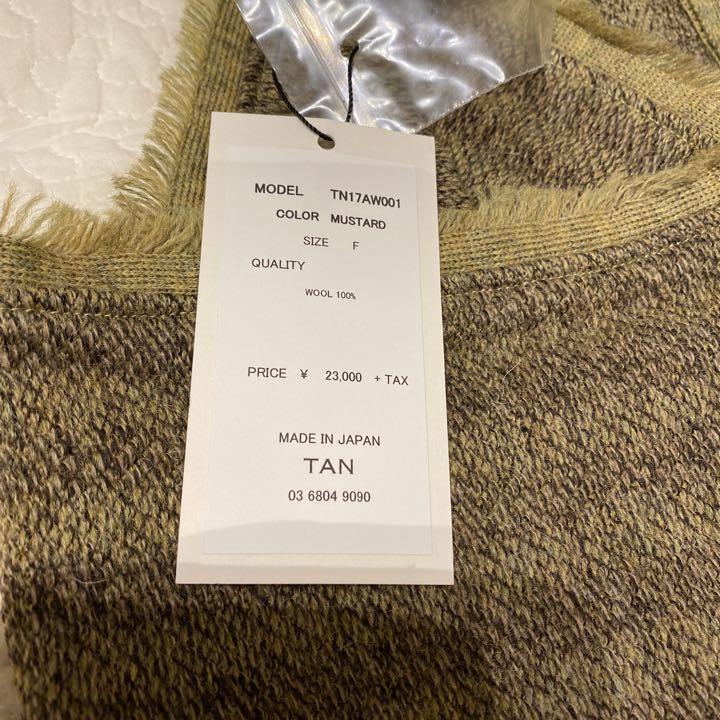 MODEL TN17AW001
COLOR MUSTARD
SIZE F
QUALITY
WOOL 100%
PRICE ¥ 23,000 + TAX
MADE IN JAPAN
TAN
03 6804 9090